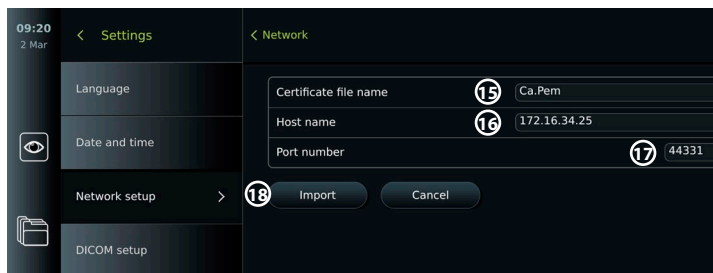 09:20
2 Mar
< Settings
< Network
Language
Date and time
Network setup >
DICOM setup
Certificate file name 15 Ca.Pem
Host name 16 172.16.34.25
Port number 17 44331
18 Import Cancel